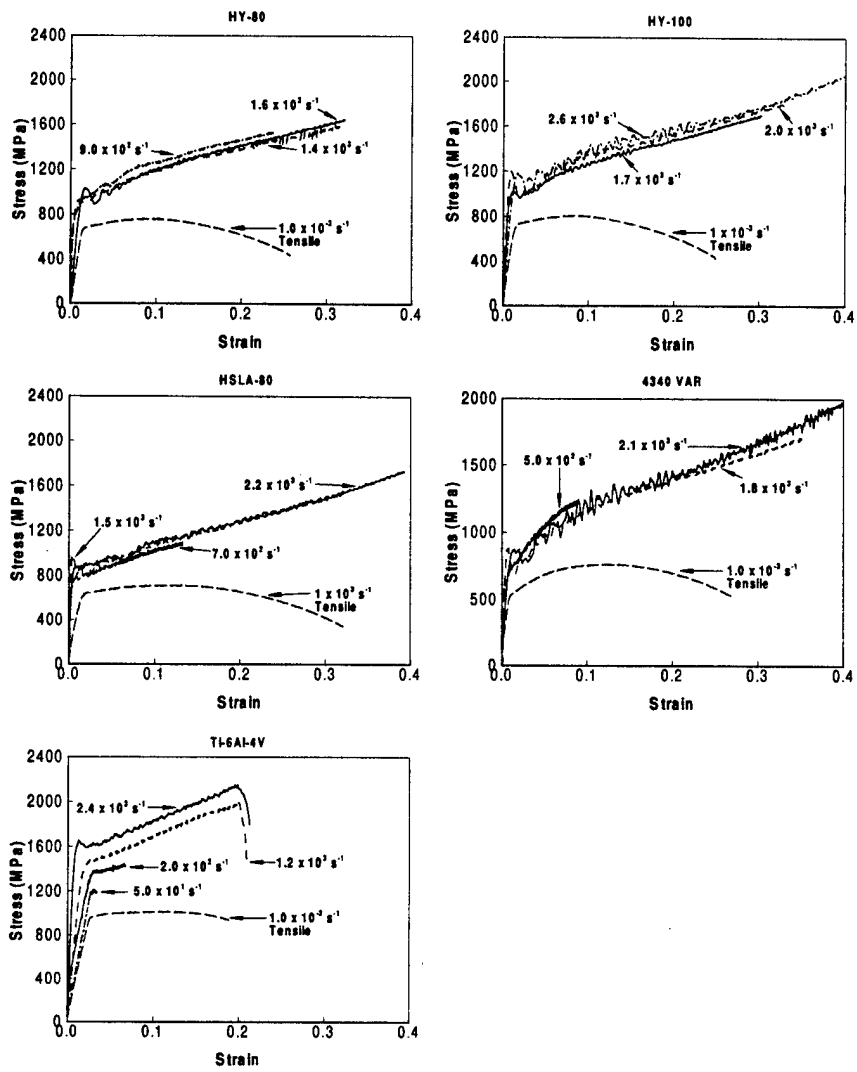 HY-80
2400
2000
1600
1200
800
400
0
Stress (MPa)
1.6 x 10³ s⁻¹
9.0 x 10² s⁻¹
1.4 x 10³ s⁻¹
1.0 x 10⁻³ s⁻¹
Tensile
0.0 0.1 0.2 0.3 0.4
Strain
HY-100
2400
2000
1600
1200
800
400
0
Stress (MPa)
2.6 x 10³ s⁻¹
2.0 x 10³ s⁻¹
1.7 x 10³ s⁻¹
1 x 10⁻³ s⁻¹
Tensile
0.0 0.1 0.2 0.3 0.4
Strain
HSLA-80
2400
2000
1600
1200
800
400
0
Stress (MPa)
2.2 x 10³ s⁻¹
1.5 x 10³ s⁻¹
7.0 x 10² s⁻¹
1 x 10³ s⁻¹
Tensile
0.0 0.1 0.2 0.3 0.4
Strain
4340 VAR
2000
1500
1000
500
0
Stress (MPa)
2.1 x 10³ s⁻¹
5.0 x 10² s⁻¹
1.8 x 10³ s⁻¹
1.0 x 10⁻³ s⁻¹
Tensile
0.0 0.1 0.2 0.3 0.4
Strain
Ti-6Al-4V
2400
2000
1600
1200
800
400
0
Stress (MPa)
2.4 x 10³ s⁻¹
2.0 x 10² s⁻¹
1.2 x 10³ s⁻¹
5.0 x 10¹ s⁻¹
1.0 x 10⁻³ s⁻¹
Tensile
0.0 0.1 0.2 0.3 0.4
Strain